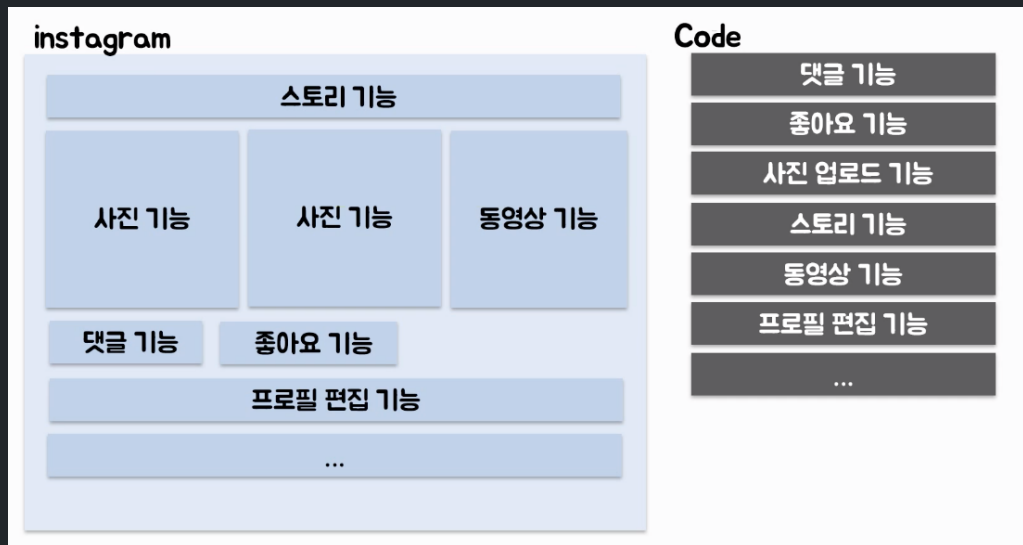 instagram
스토리 기능
사진 기능
사진 기능
동영상 기능
댓글 기능
좋아요 기능
프로필 편집 기능
...
Code
댓글 기능
좋아요 기능
사진 업로드 기능
스토리 기능
동영상 기능
프로필 편집 기능
...